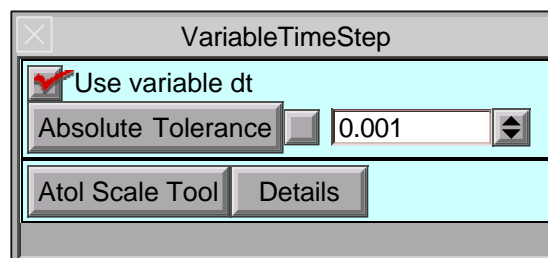 VariableTimeStep
Use variable dt
Absolute Tolerance 0.001
Atol Scale Tool Details